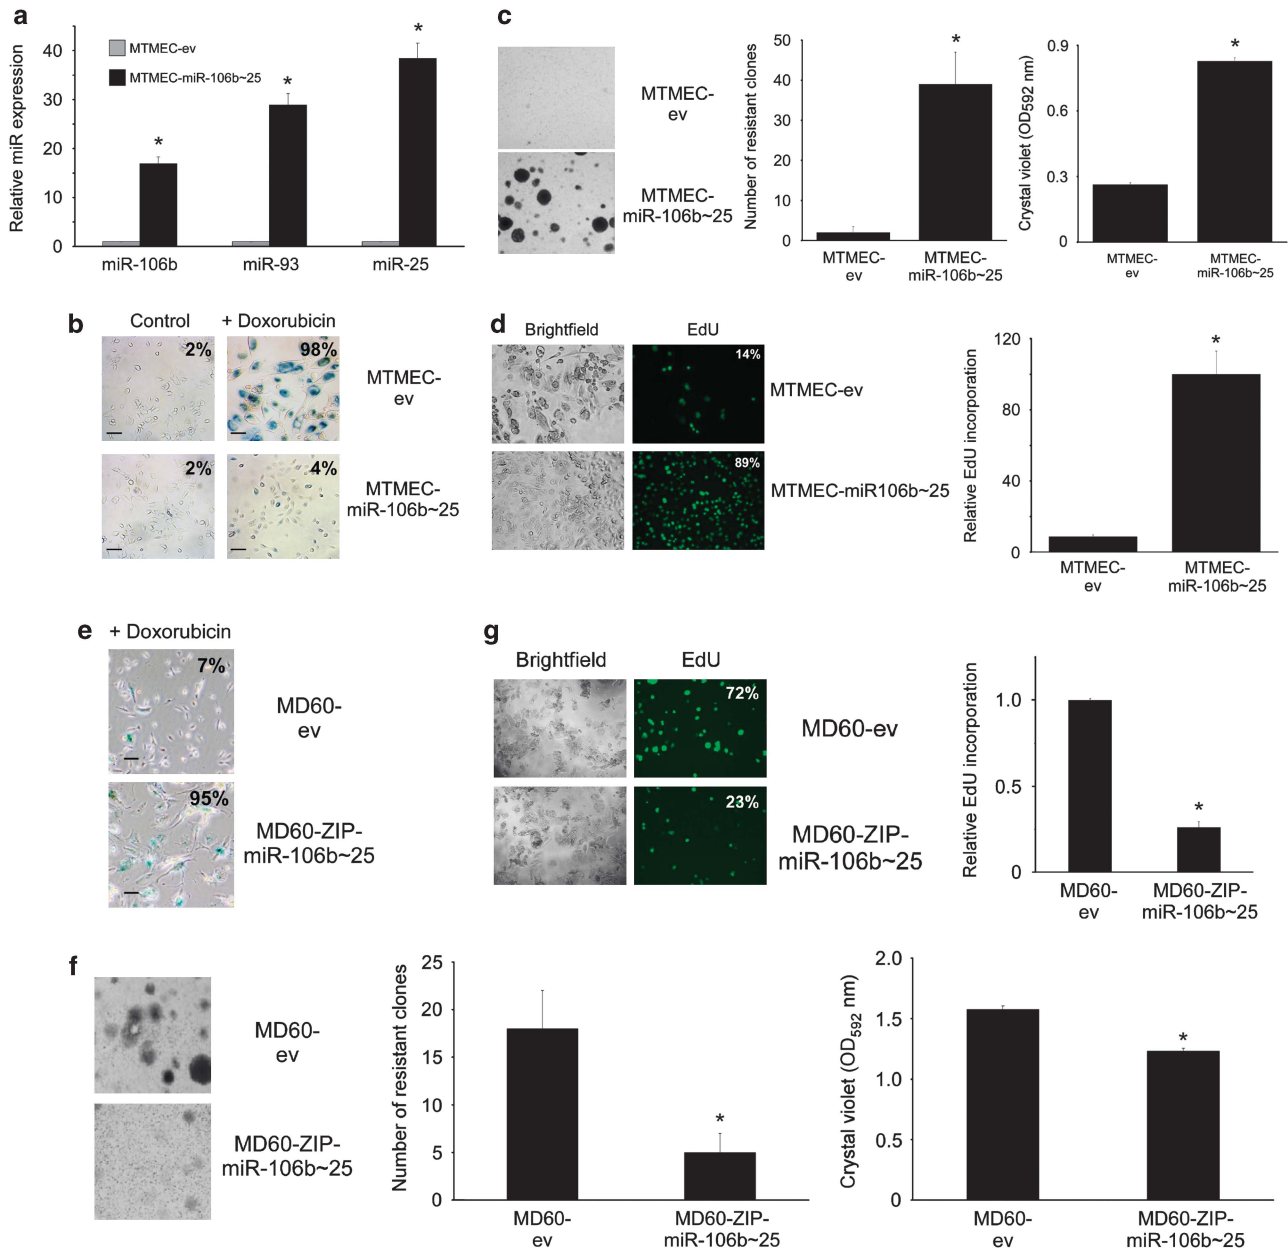 a
Relative miR expression
40
30
20
10
0
MTMEC-ev
MTMEC-miR-106b~25
*
*
*
miR-106b
miR-93
miR-25
c
MTMEC-
ev
MTMEC-
miR-106b~25
Number of resistant clones
50
40
30
20
10
0
*
MTMEC-
ev
MTMEC-
miR-106b~25
Crystal violet (OD592 nm)
0.9
0.6
0.3
0
*
MTMEC-
ev
MTMEC-
miR-106b~25
b
Control
+ Doxorubicin
2%
98%
MTMEC-
ev
2%
4%
MTMEC-
miR-106b~25
d
Brightfield
EdU
14%
MTMEC-ev
89%
MTMEC-miR106b~25
Relative EdU incorporation
120
80
40
0
*
MTMEC-
ev
MTMEC-
miR-106b~25
e
+ Doxorubicin
7%
MD60-
ev
95%
MD60-ZIP-
miR-106b~25
g
Brightfield
EdU
72%
MD60-ev
23%
MD60-ZIP-
miR-106b~25
Relative EdU incorporation
1.0
0.5
0
*
MD60-
ev
MD60-ZIP-
miR-106b~25
f
MD60-
ev
MD60-ZIP-
miR-106b~25
Number of resistant clones
25
20
15
10
5
0
*
MD60-
ev
MD60-ZIP-
miR-106b~25
Crystal violet (OD592 nm)
2.0
1.5
1.0
0.5
0
*
MD60-
ev
MD60-ZIP-
miR-106b~25